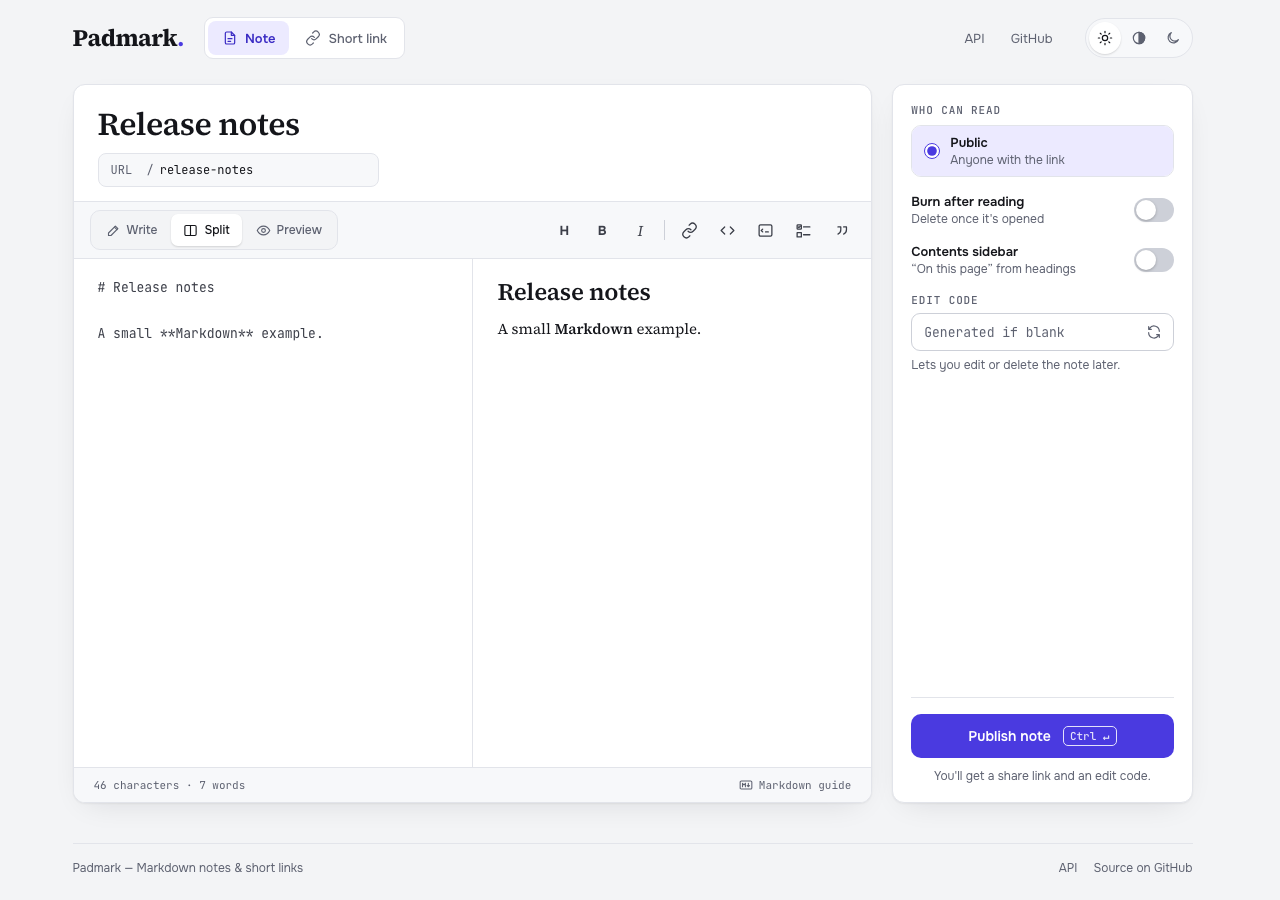 Padmark.
Note
Short link
API
GitHub
Release notes
URL / release-notes
Write
Split
Preview
H
B
I
# Release notes
A small **Markdown** example.
Release notes
A small Markdown example.
46 characters · 7 words
Markdown guide
WHO CAN READ
Public
Anyone with the link
Burn after reading
Delete once it's opened
Contents sidebar
“On this page” from headings
EDIT CODE
Generated if blank
Lets you edit or delete the note later.
Publish note Ctrl ↵
You'll get a share link and an edit code.
Padmark — Markdown notes & short links
API
Source on GitHub